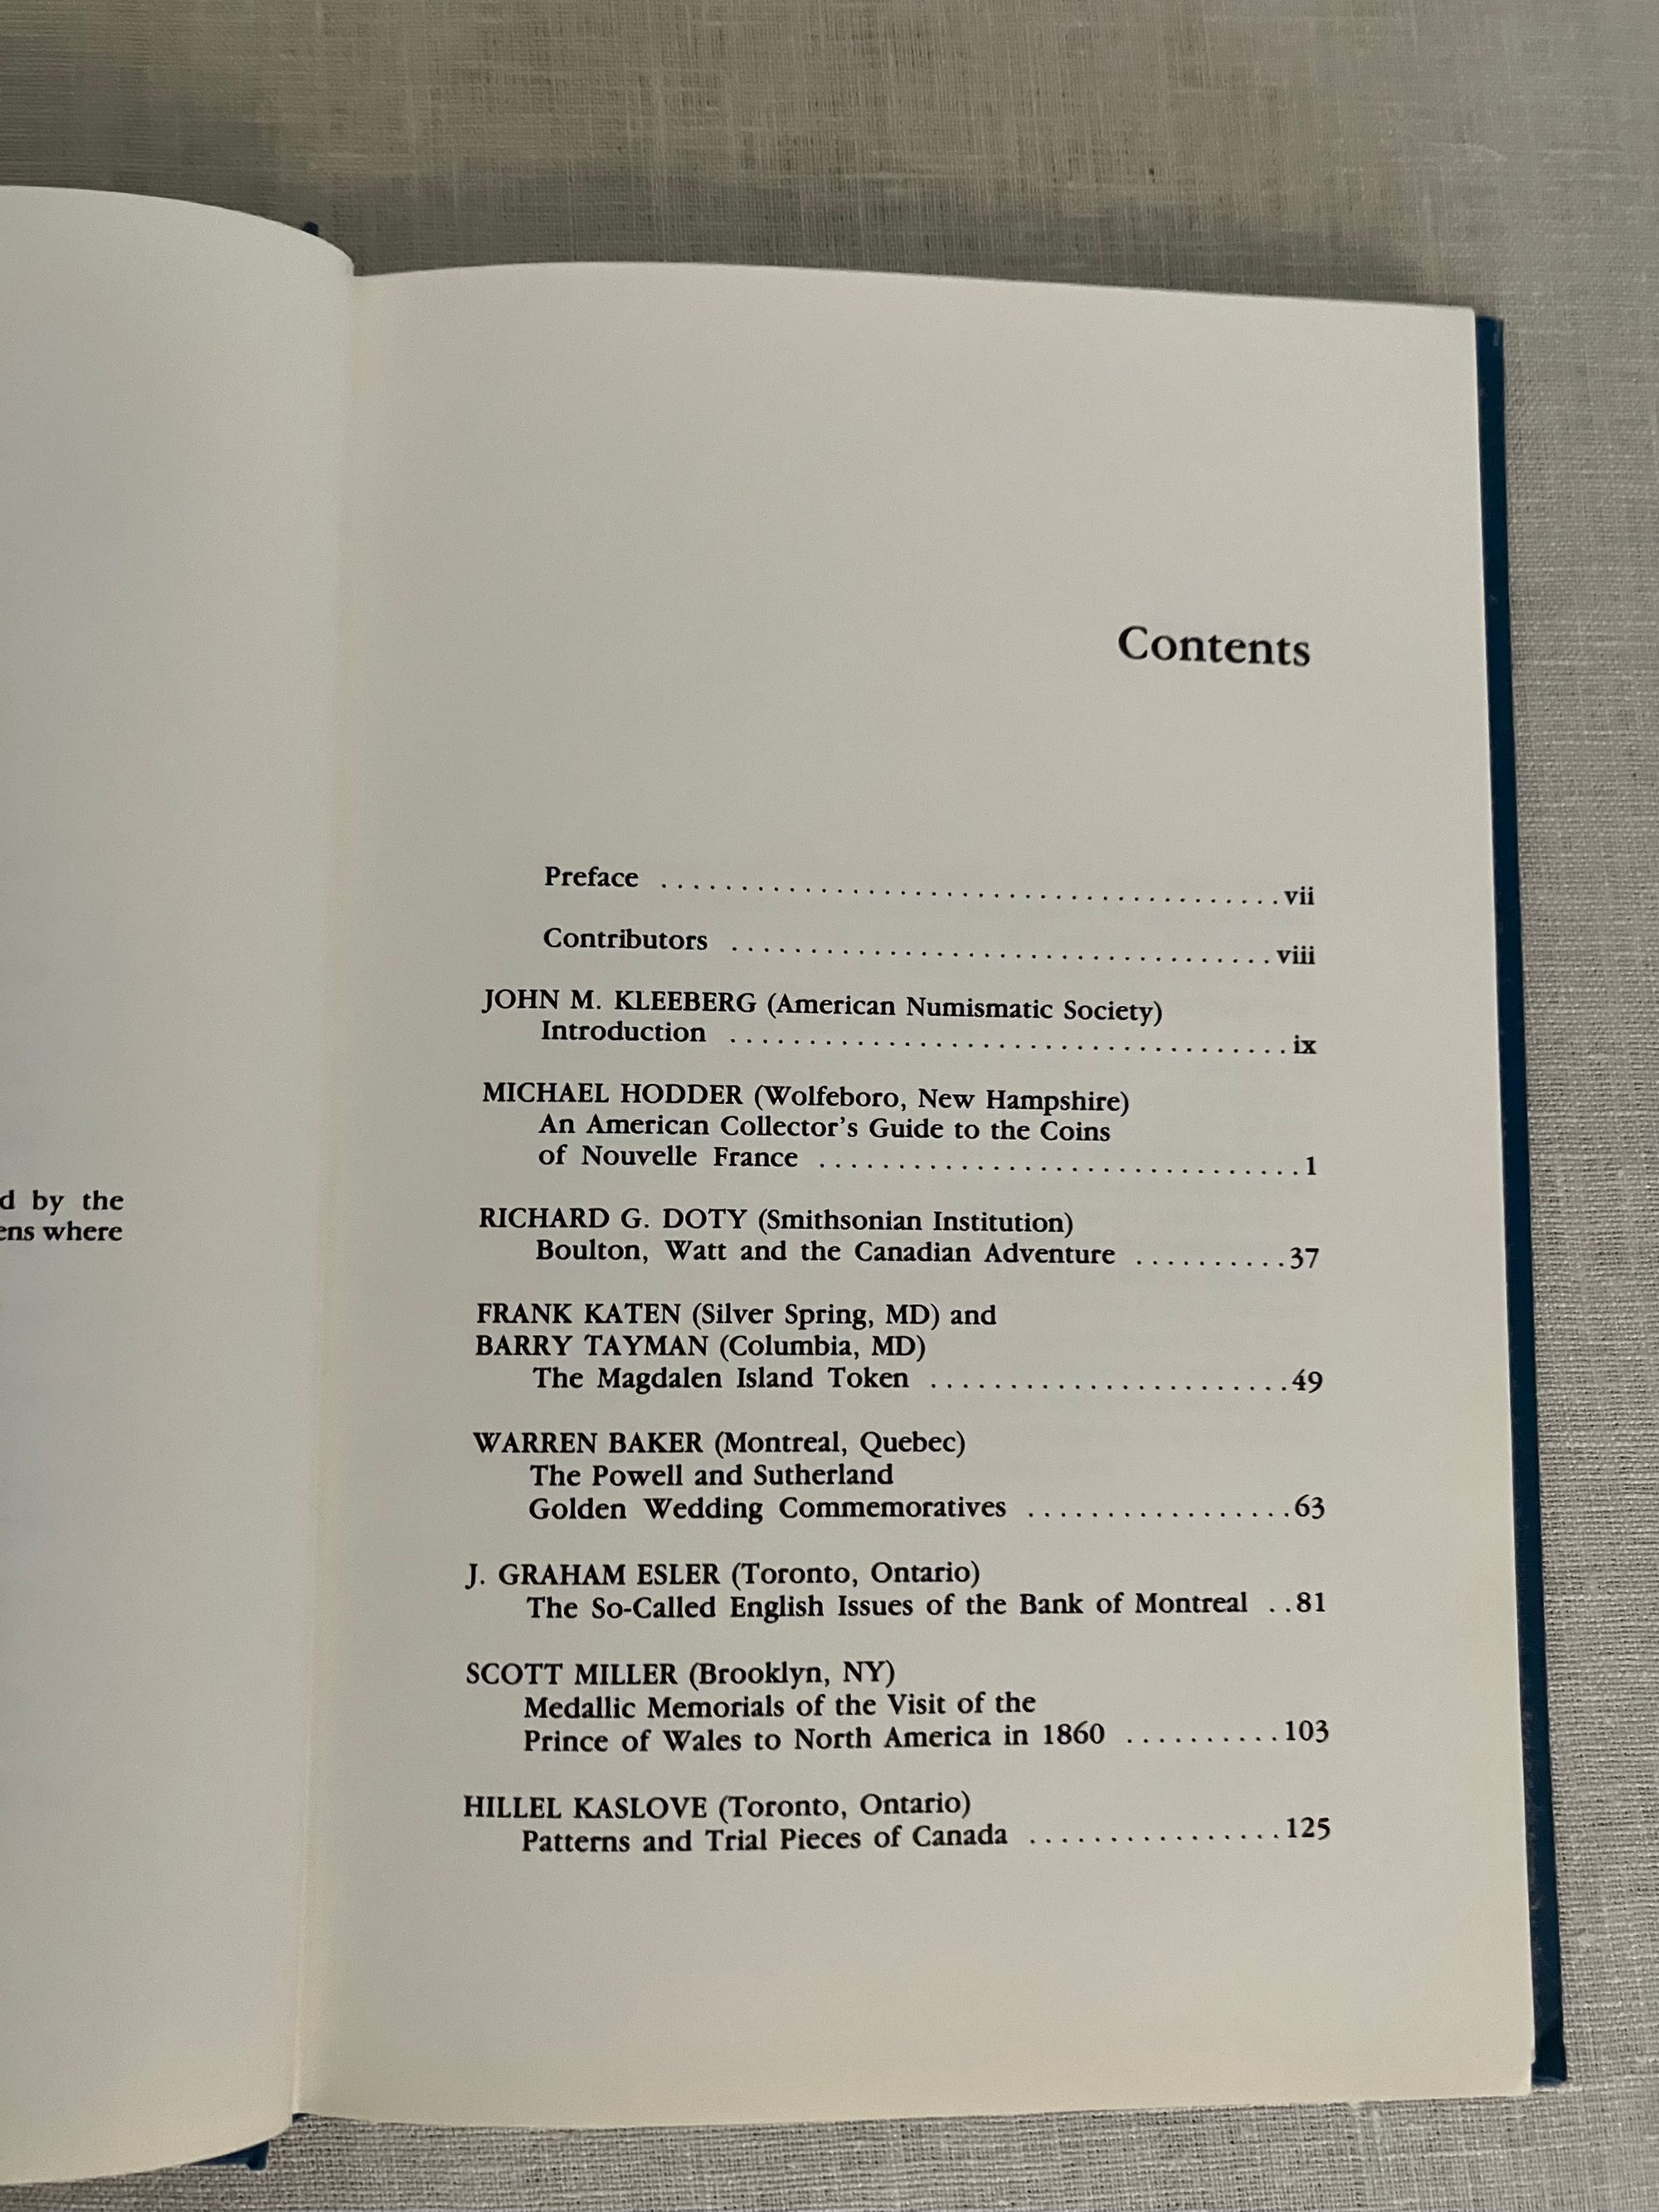 d by the
ens where
Contents
Preface ........................................ vii
Contributors ................................... viii
JOHN M. KLEEBERG (American Numismatic Society)
Introduction ................................... ix
MICHAEL HODDER (Wolfeboro, New Hampshire)
An American Collector's Guide to the Coins
of Nouvelle France ............................... 1
RICHARD G. DOTY (Smithsonian Institution)
Boulton, Watt and the Canadian Adventure .......... 37
FRANK KATEN (Silver Spring, MD) and
BARRY TAYMAN (Columbia, MD)
The Magdalen Island Token ....................... 49
WARREN BAKER (Montreal, Quebec)
The Powell and Sutherland
Golden Wedding Commemoratives ................. 63
J. GRAHAM ESLER (Toronto, Ontario)
The So-Called English Issues of the Bank of Montreal .. 81
SCOTT MILLER (Brooklyn, NY)
Medallic Memorials of the Visit of the
Prince of Wales to North America in 1860 .......... 103
HILLEL KASLOVE (Toronto, Ontario)
Patterns and Trial Pieces of Canada ................ 125